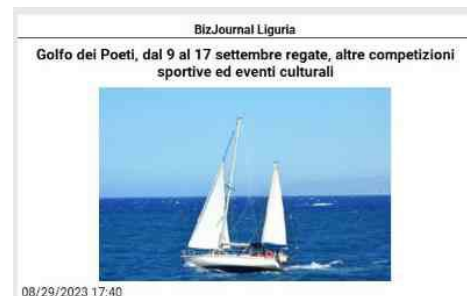 BizJournal Liguria
Golfo dei Poeti, dal 9 al 17 settembre regate, altre competizioni
sportive ed eventi culturali
08/29/2023 17:40